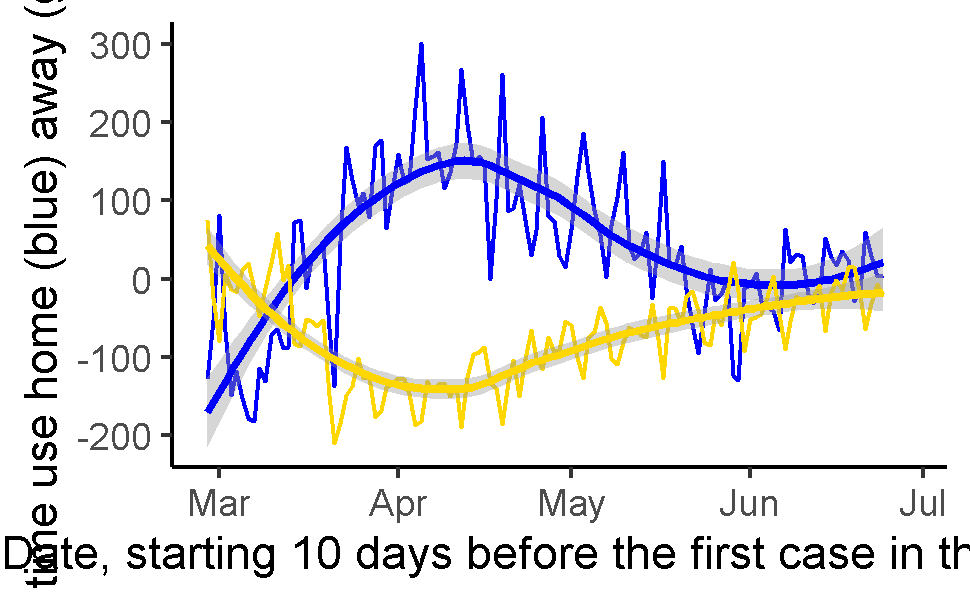 time use home (blue) away (
300
200
100
0
-100
-200
Mar Apr May Jun Jul
Date, starting 10 days before the first case in th